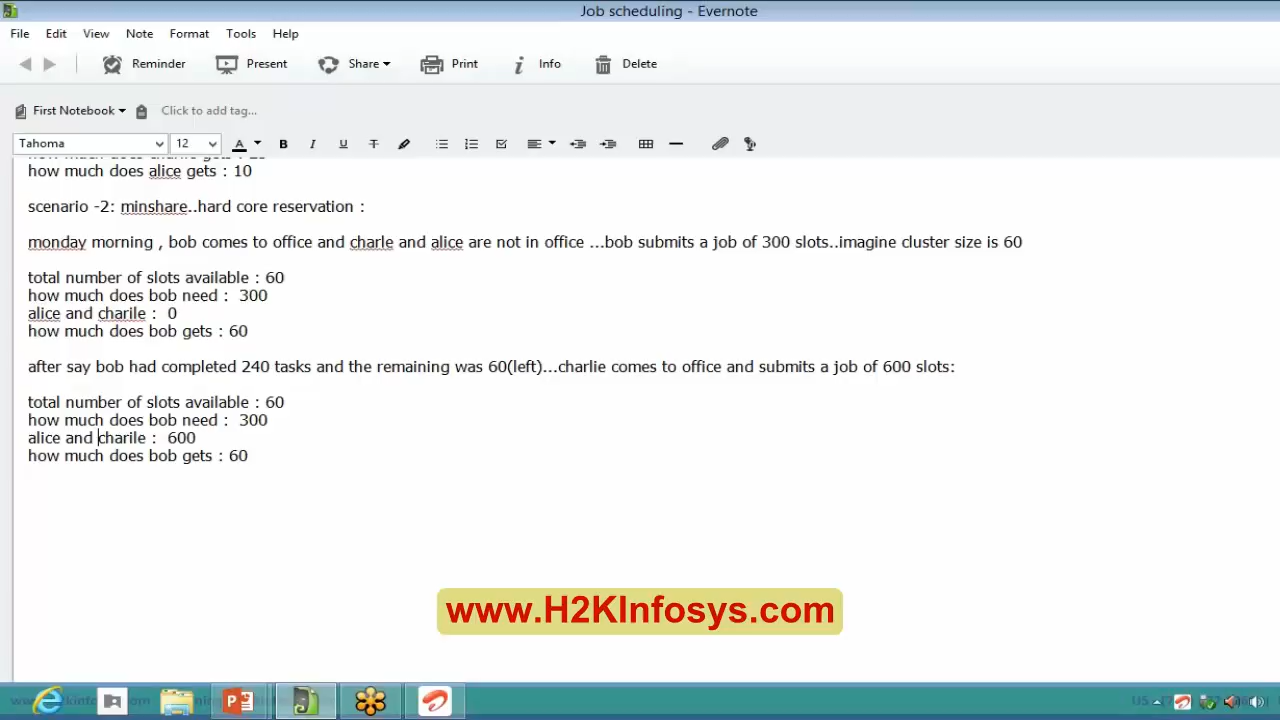 Job scheduling - Evernote
File Edit View Note Format Tools Help
Reminder Present Share Print Info Delete
First Notebook Click to add tag...
Tahoma 12 A B I U T
how much does alice gets : 10
scenario -2: minshare..hard core reservation :
monday morning , bob comes to office and charle and alice are not in office ...bob submits a job of 300 slots..imagine cluster size is 60
total number of slots available : 60
how much does bob need : 300
alice and charile : 0
how much does bob gets : 60
after say bob had completed 240 tasks and the remaining was 60(left)...charlie comes to office and submits a job of 600 slots:
total number of slots available : 60
how much does bob need : 300
alice and charile : 600
how much does bob gets : 60
www.H2KInfosys.com
US